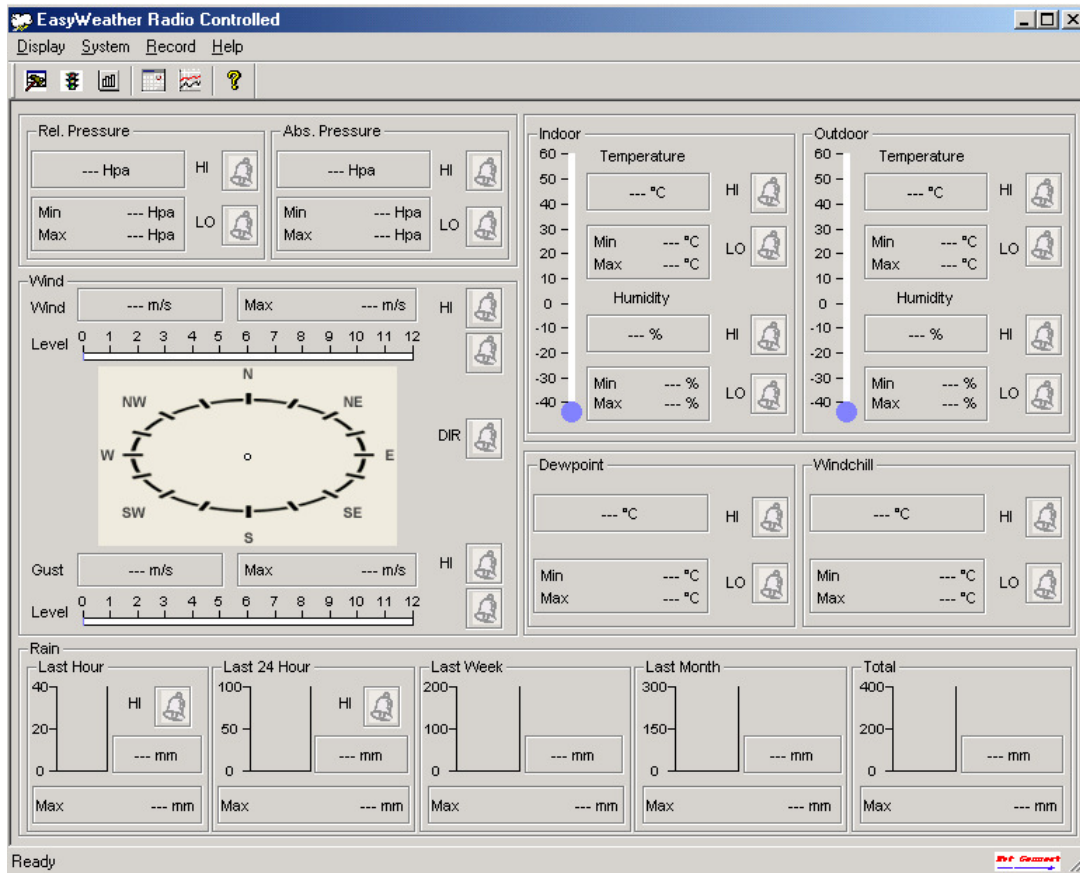 EasyWeather Radio Controlled
Display System Record Help
Rel. Pressure
--- Hpa
HI
Min --- Hpa
Max --- Hpa
LO
Abs. Pressure
--- Hpa
HI
Min --- Hpa
Max --- Hpa
LO
Wind
Wind --- m/s Max --- m/s HI
Level 0 1 2 3 4 5 6 7 8 9 10 11 12
N
NW NE
W E
SW SE
S
DIR
Gust --- m/s Max --- m/s HI
Level 0 1 2 3 4 5 6 7 8 9 10 11 12
Indoor
60
50
40
30
20
10
0
-10
-20
-30
-40
Temperature
--- °C
HI
Min --- °C
Max --- °C
LO
Humidity
--- %
HI
Min --- %
Max --- %
LO
Outdoor
60
50
40
30
20
10
0
-10
-20
-30
-40
Temperature
--- °C
HI
Min --- °C
Max --- °C
LO
Humidity
--- %
HI
Min --- %
Max --- %
LO
Dewpoint
--- °C
HI
Min --- °C
Max --- °C
LO
Windchill
--- °C
HI
Min --- °C
Max --- °C
LO
Rain
Last Hour
40
20
0
HI
--- mm
Max --- mm
Last 24 Hour
100
50
0
HI
--- mm
Max --- mm
Last Week
200
100
0
--- mm
Max --- mm
Last Month
300
150
0
--- mm
Max --- mm
Total
400
200
0
--- mm
Max --- mm
Ready